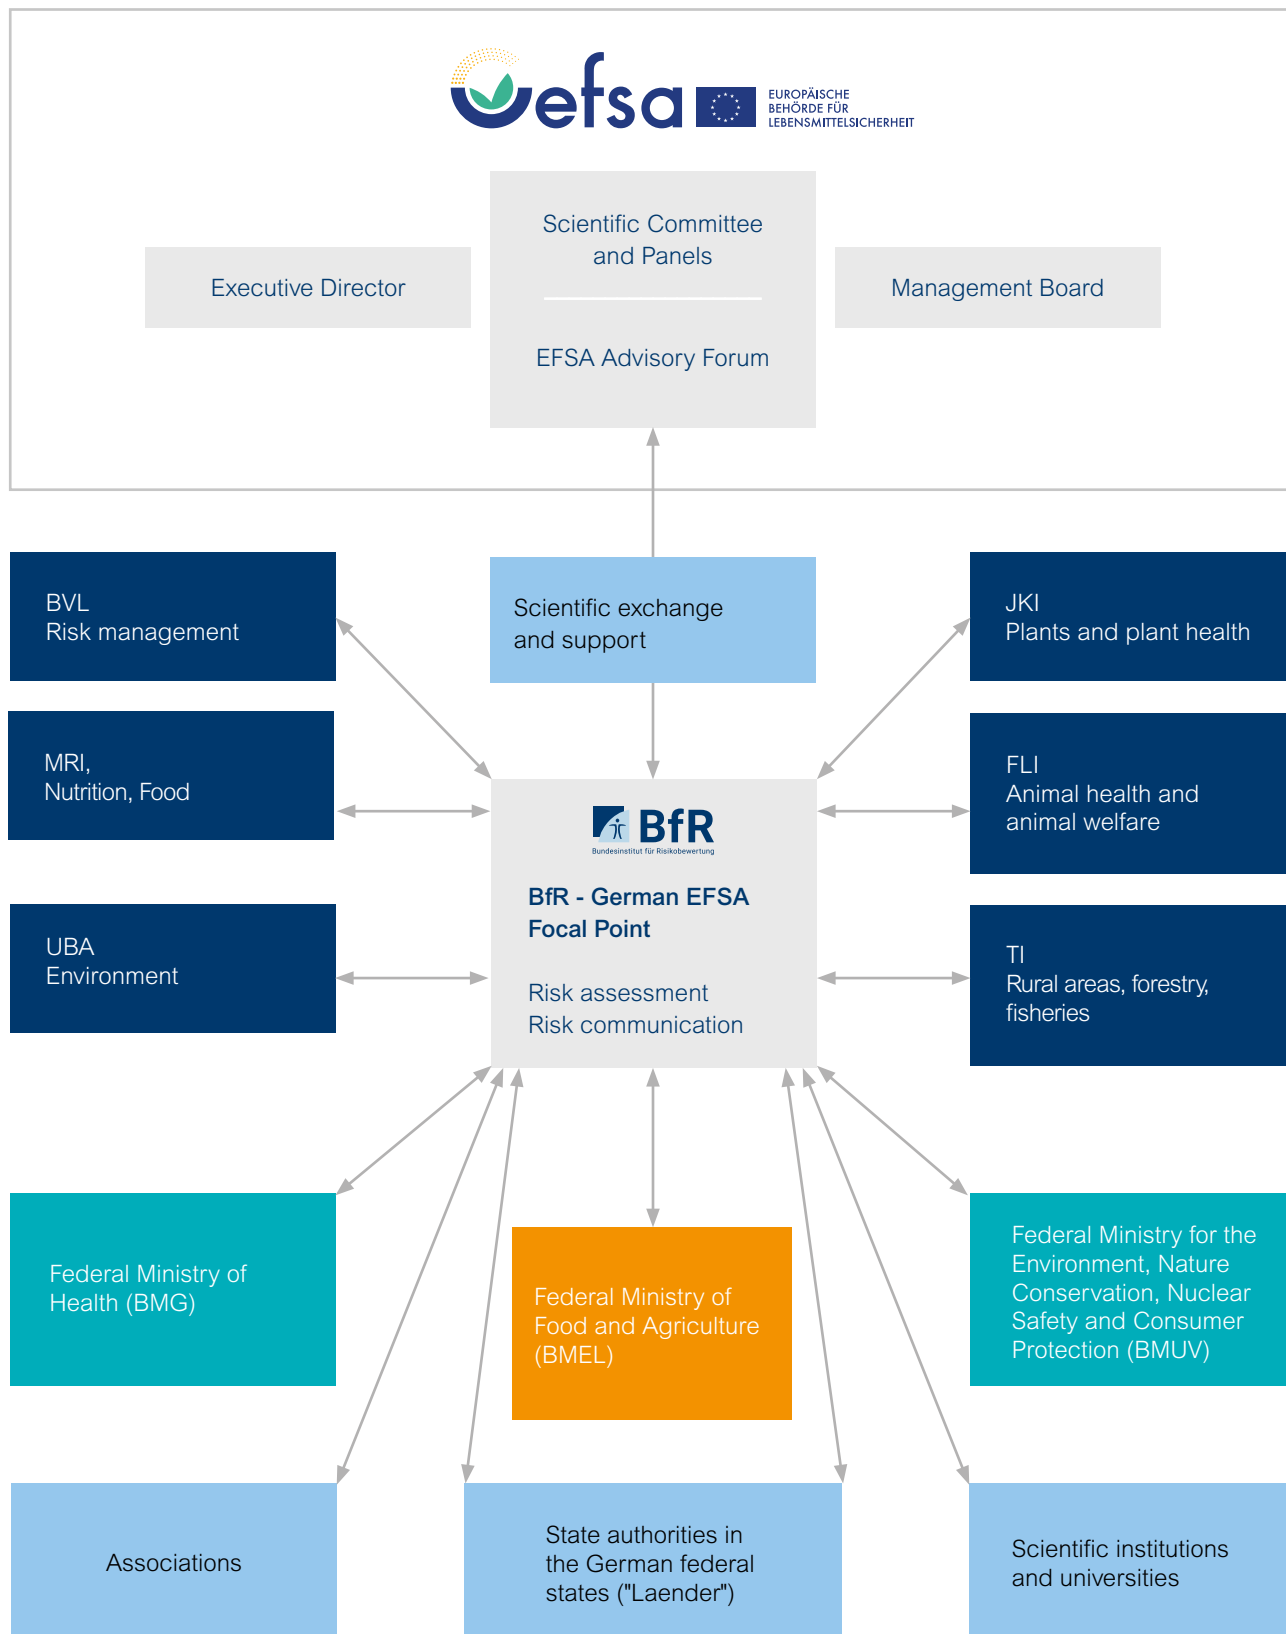 efsa
EUROPÄISCHE
BEHÖRDE FÜR
LEBENSMITTELSICHERHEIT
Scientific Committee
and Panels
Executive Director
Management Board
EFSA Advisory Forum
BVL
Risk management
Scientific exchange
and support
JKI
Plants and plant health
MRI,
Nutrition, Food
FLI
Animal health and
animal welfare
BfR
Bundesinstitut für Risikobewertung
BfR - German EFSA
Focal Point
Risk assessment
Risk communication
UBA
Environment
TI
Rural areas, forestry,
fisheries
Federal Ministry of
Health (BMG)
Federal Ministry of
Food and Agriculture
(BMEL)
Federal Ministry for the
Environment, Nature
Conservation, Nuclear
Safety and Consumer
Protection (BMUV)
Associations
State authorities in
the German federal
states ("Laender")
Scientific institutions
and universities